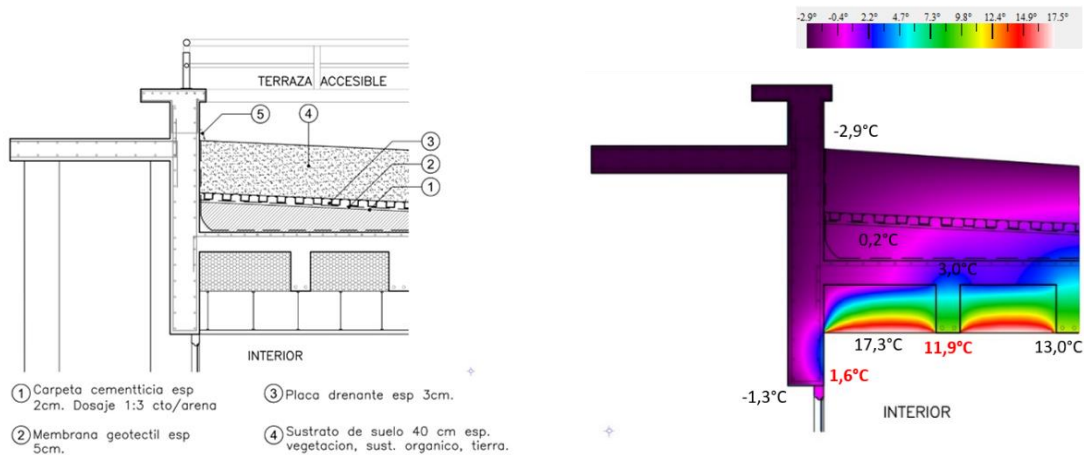 TERRAZA ACCESIBLE
5
4
3
2
1
INTERIOR
1 Carpeta cementticia esp
2cm. Dosaje 1:3 cto/arena
2 Membrana geotectil esp
5cm.
3 Placa drenante esp 3cm.
4 Sustrato de suelo 40 cm esp.
vegetacion, sust. organico, tierra.
-2.9° -0.4 2.2° 4.7° 7.3° 9.8° 12.4° 14.9° 17.5°
-2,9°C
0,2°C
3,0°C
17,3°C 11,9°C 13,0°C
1,6°C
-1,3°C
INTERIOR